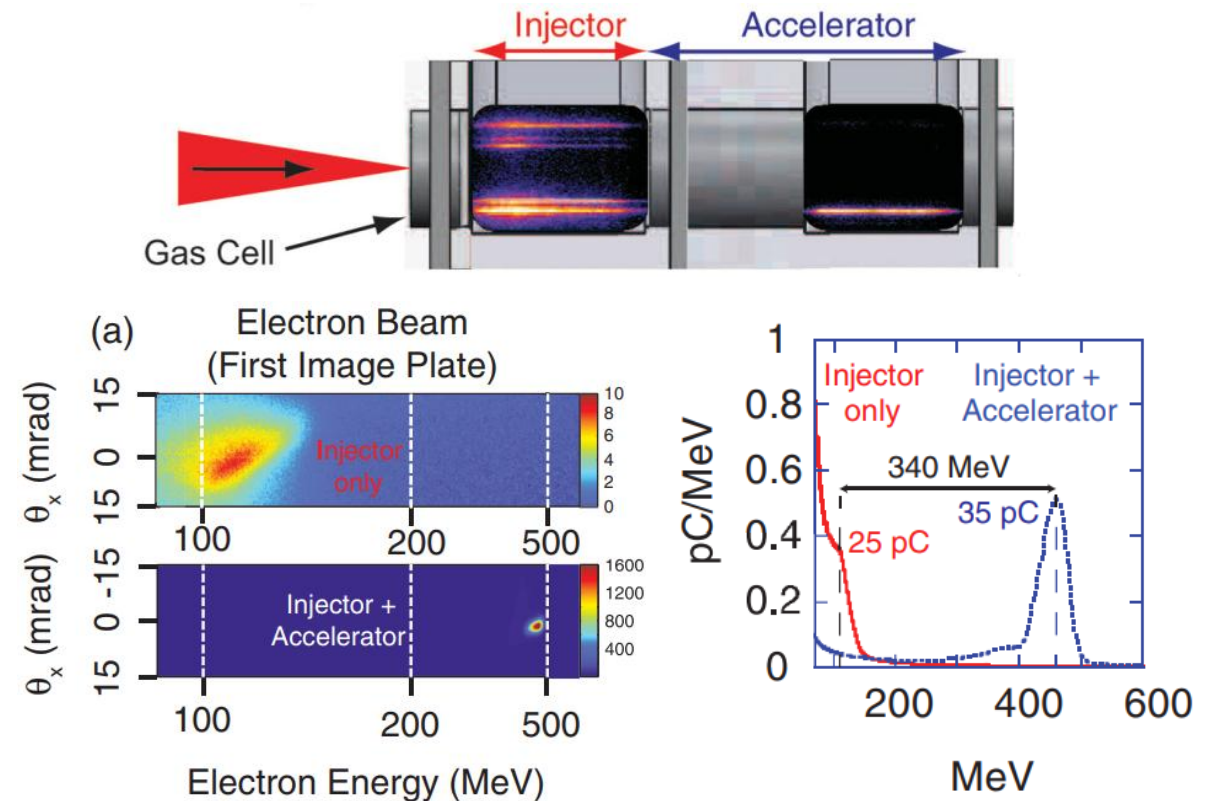 Injector
Accelerator
Gas Cell
(a)
Electron Beam
(First Image Plate)
θx (mrad)
15
0
15
Injector
only
10
8
6
4
2
0
100
200
500
θx (mrad)
-15
0
15
Injector +
Accelerator
1600
1200
800
400
100
200
500
Electron Energy (MeV)
pC/MeV
1
0.8
0.6
0.4
0.2
0
Injector
only
Injector +
Accelerator
340 MeV
35 pC
25 pC
200
400
600
MeV